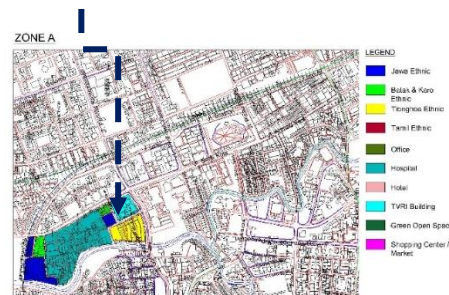 ZONE A
LEGEND
Jawa Ethnic
Batak & Karo
Ethnic
Tionghoa Ethnic
Tamil Ethnic
Office
Hospital
Hotel
TVRI Building
Green Open Spec
Shopping Center /
Market